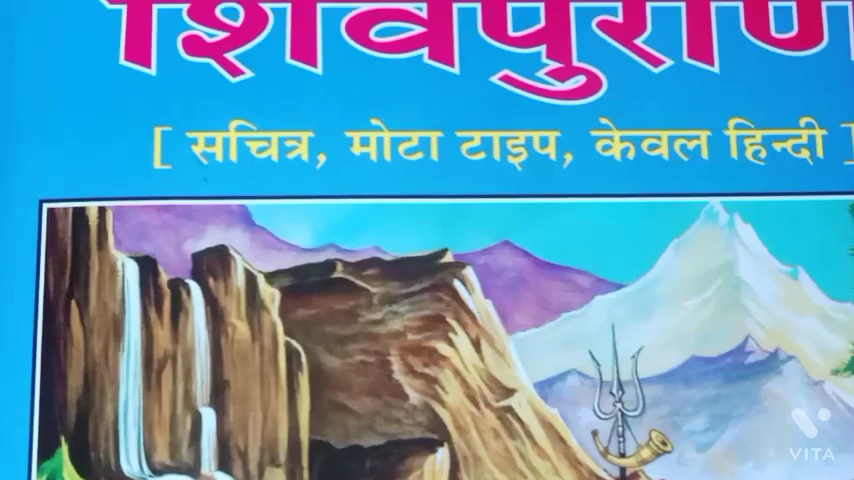 शिवपुराण
[ सचित्र, मोटा टाइप, केवल हिन्दी ]
VITA